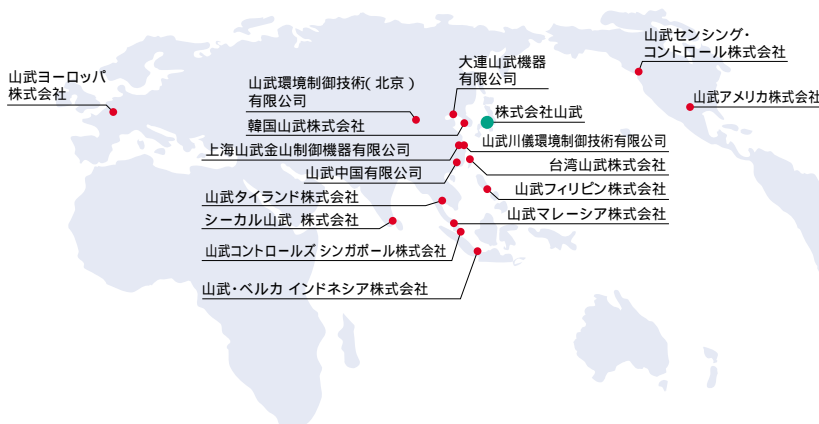 山武センシング・
コントロール株式会社
大連山武機器
有限公司
山武ヨーロッパ
株式会社
山武環境制御技術(北京)
有限公司
山武アメリカ株式会社
株式会社山武
韓国山武株式会社
山武川儀環境制御技術有限公司
上海山武金山制御機器有限公司
台湾山武株式会社
山武中国有限公司
山武フィリピン株式会社
山武タイランド株式会社
山武マレーシア株式会社
シーカル山武 株式会社
山武コントロールズ シンガポール株式会社
山武・ベルカ インドネシア株式会社